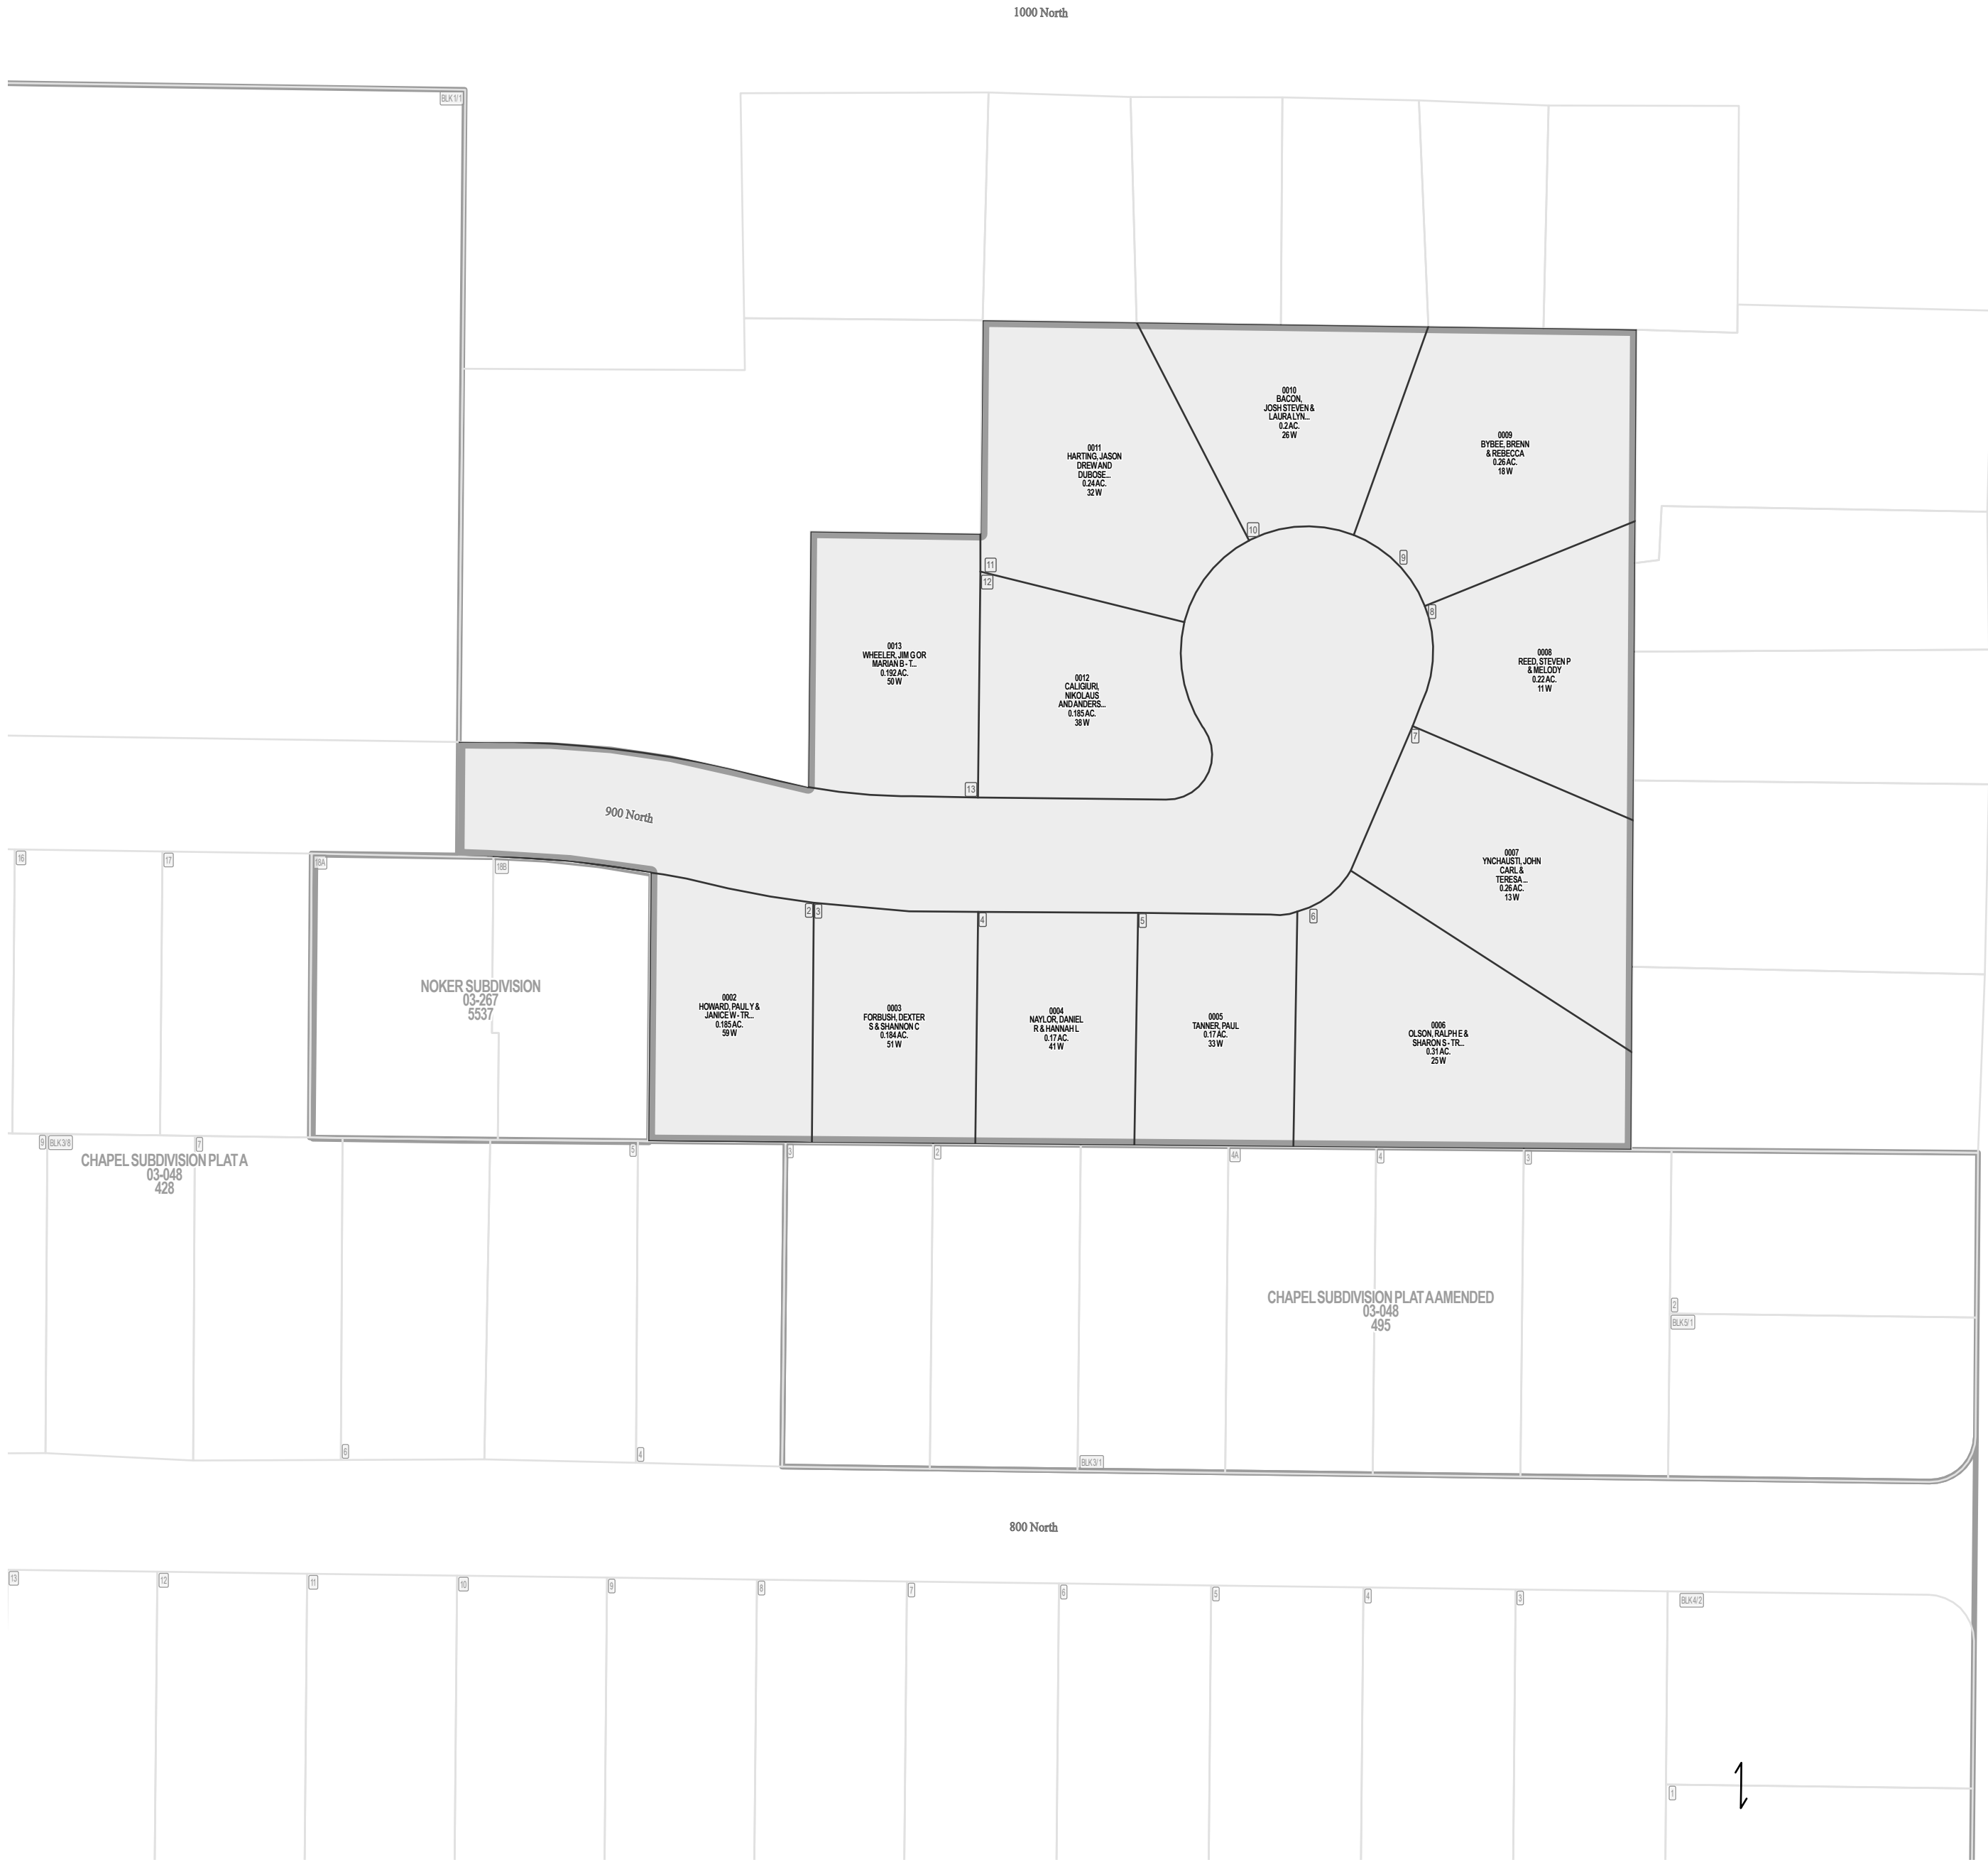 1000 North
BLK1/1
0010
BACON,
JOSH STEVEN &
LAURA LYN...
0.2 AC.
26 W
0009
BYBEE, BRENN
& REBECCA
0.26 AC.
18 W
0011
HARTING, JASON
DREW AND
DUBOSE...
0.24 AC.
32 W
10
9
11
12
8
0013
WHEELER, JIM G OR
MARIAN B - T...
0.192 AC.
50 W
0012
CALIGIURI,
NIKOLAUS
AND ANDERS...
0.185 AC.
38 W
0008
REED, STEVEN P
& MELODY
0.22 AC.
11 W
7
13
900 North
16
17
18A
18B
0007
YNCHAUSTI, JOHN
CARL &
TERESA...
0.26 AC.
13 W
2
3
4
5
6
NOKER SUBDIVISION
03-267
5537
0002
HOWARD, PAUL Y &
JANICE W - TR...
0.185 AC.
59 W
0003
FORBUSH, DEXTER
S & SHANNON C
0.184 AC.
51 W
0004
NAYLOR, DANIEL
R & HANNAH L
0.17 AC.
41 W
0005
TANNER, PAUL
0.17 AC.
33 W
0006
OLSON, RALPH E &
SHARON S - TR...
0.31 AC.
25 W
9
BLK3/8
7
5
3
2
4A
4
3
CHAPEL SUBDIVISION PLAT A
03-048
428
CHAPEL SUBDIVISION PLAT A AMENDED
03-048
495
2
BLK5/1
6
4
BLK3/1
800 North
13
12
11
10
9
8
7
6
5
4
3
BLK4/2
1